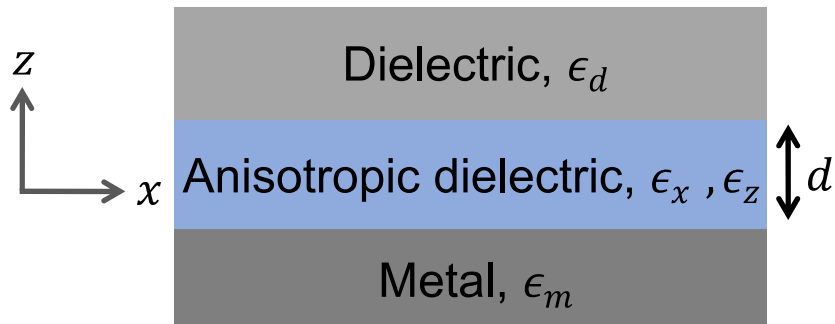 z
Dielectric, ϵ_d
x
Anisotropic dielectric, ϵ_x , ϵ_z
d
Metal, ϵ_m